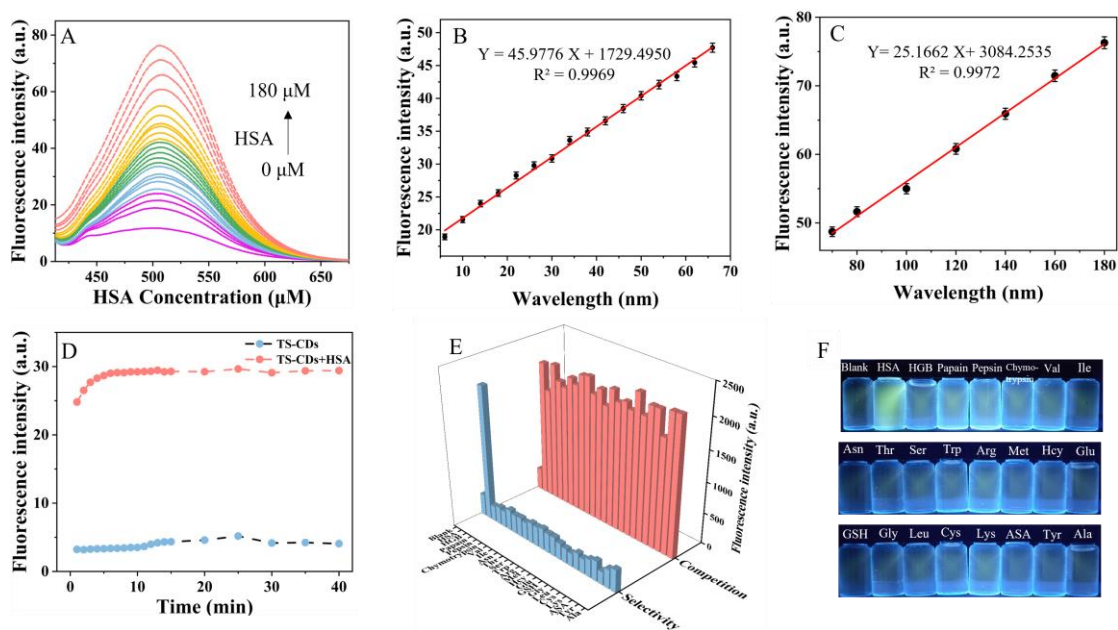 A
Fluorescence intensity (a.u.)
80
60
40
20
0
180 μM
HSA
0 μM
450 500 550 600 650
HSA Concentration (μM)
B
Fluorescence intensity (a.u.)
50
45
40
35
30
25
20
Y = 45.9776 X + 1729.4950
R² = 0.9969
10 20 30 40 50 60 70
Wavelength (nm)
C
Fluorescence intensity (a.u.)
70
60
50
Y= 25.1662 X+ 3084.2535
R² = 0.9972
80 100 120 140 160 180
Wavelength (nm)
D
Fluorescence intensity (a.u.)
40
30
20
10
0
TS-CDs
TS-CDs+HSA
0 10 20 30 40
Time (min)
E
2500
2000
1500
1000
500
0
Fluorescence intensity (a.u.)
Competition
Selectivity
F
Blank HSA HGB Papain Pepsin Chymo-trypsin Val Ile
Asn Thr Ser Trp Arg Met Hcy Glu
GSH Gly Leu Cys Lys ASA Tyr Ala